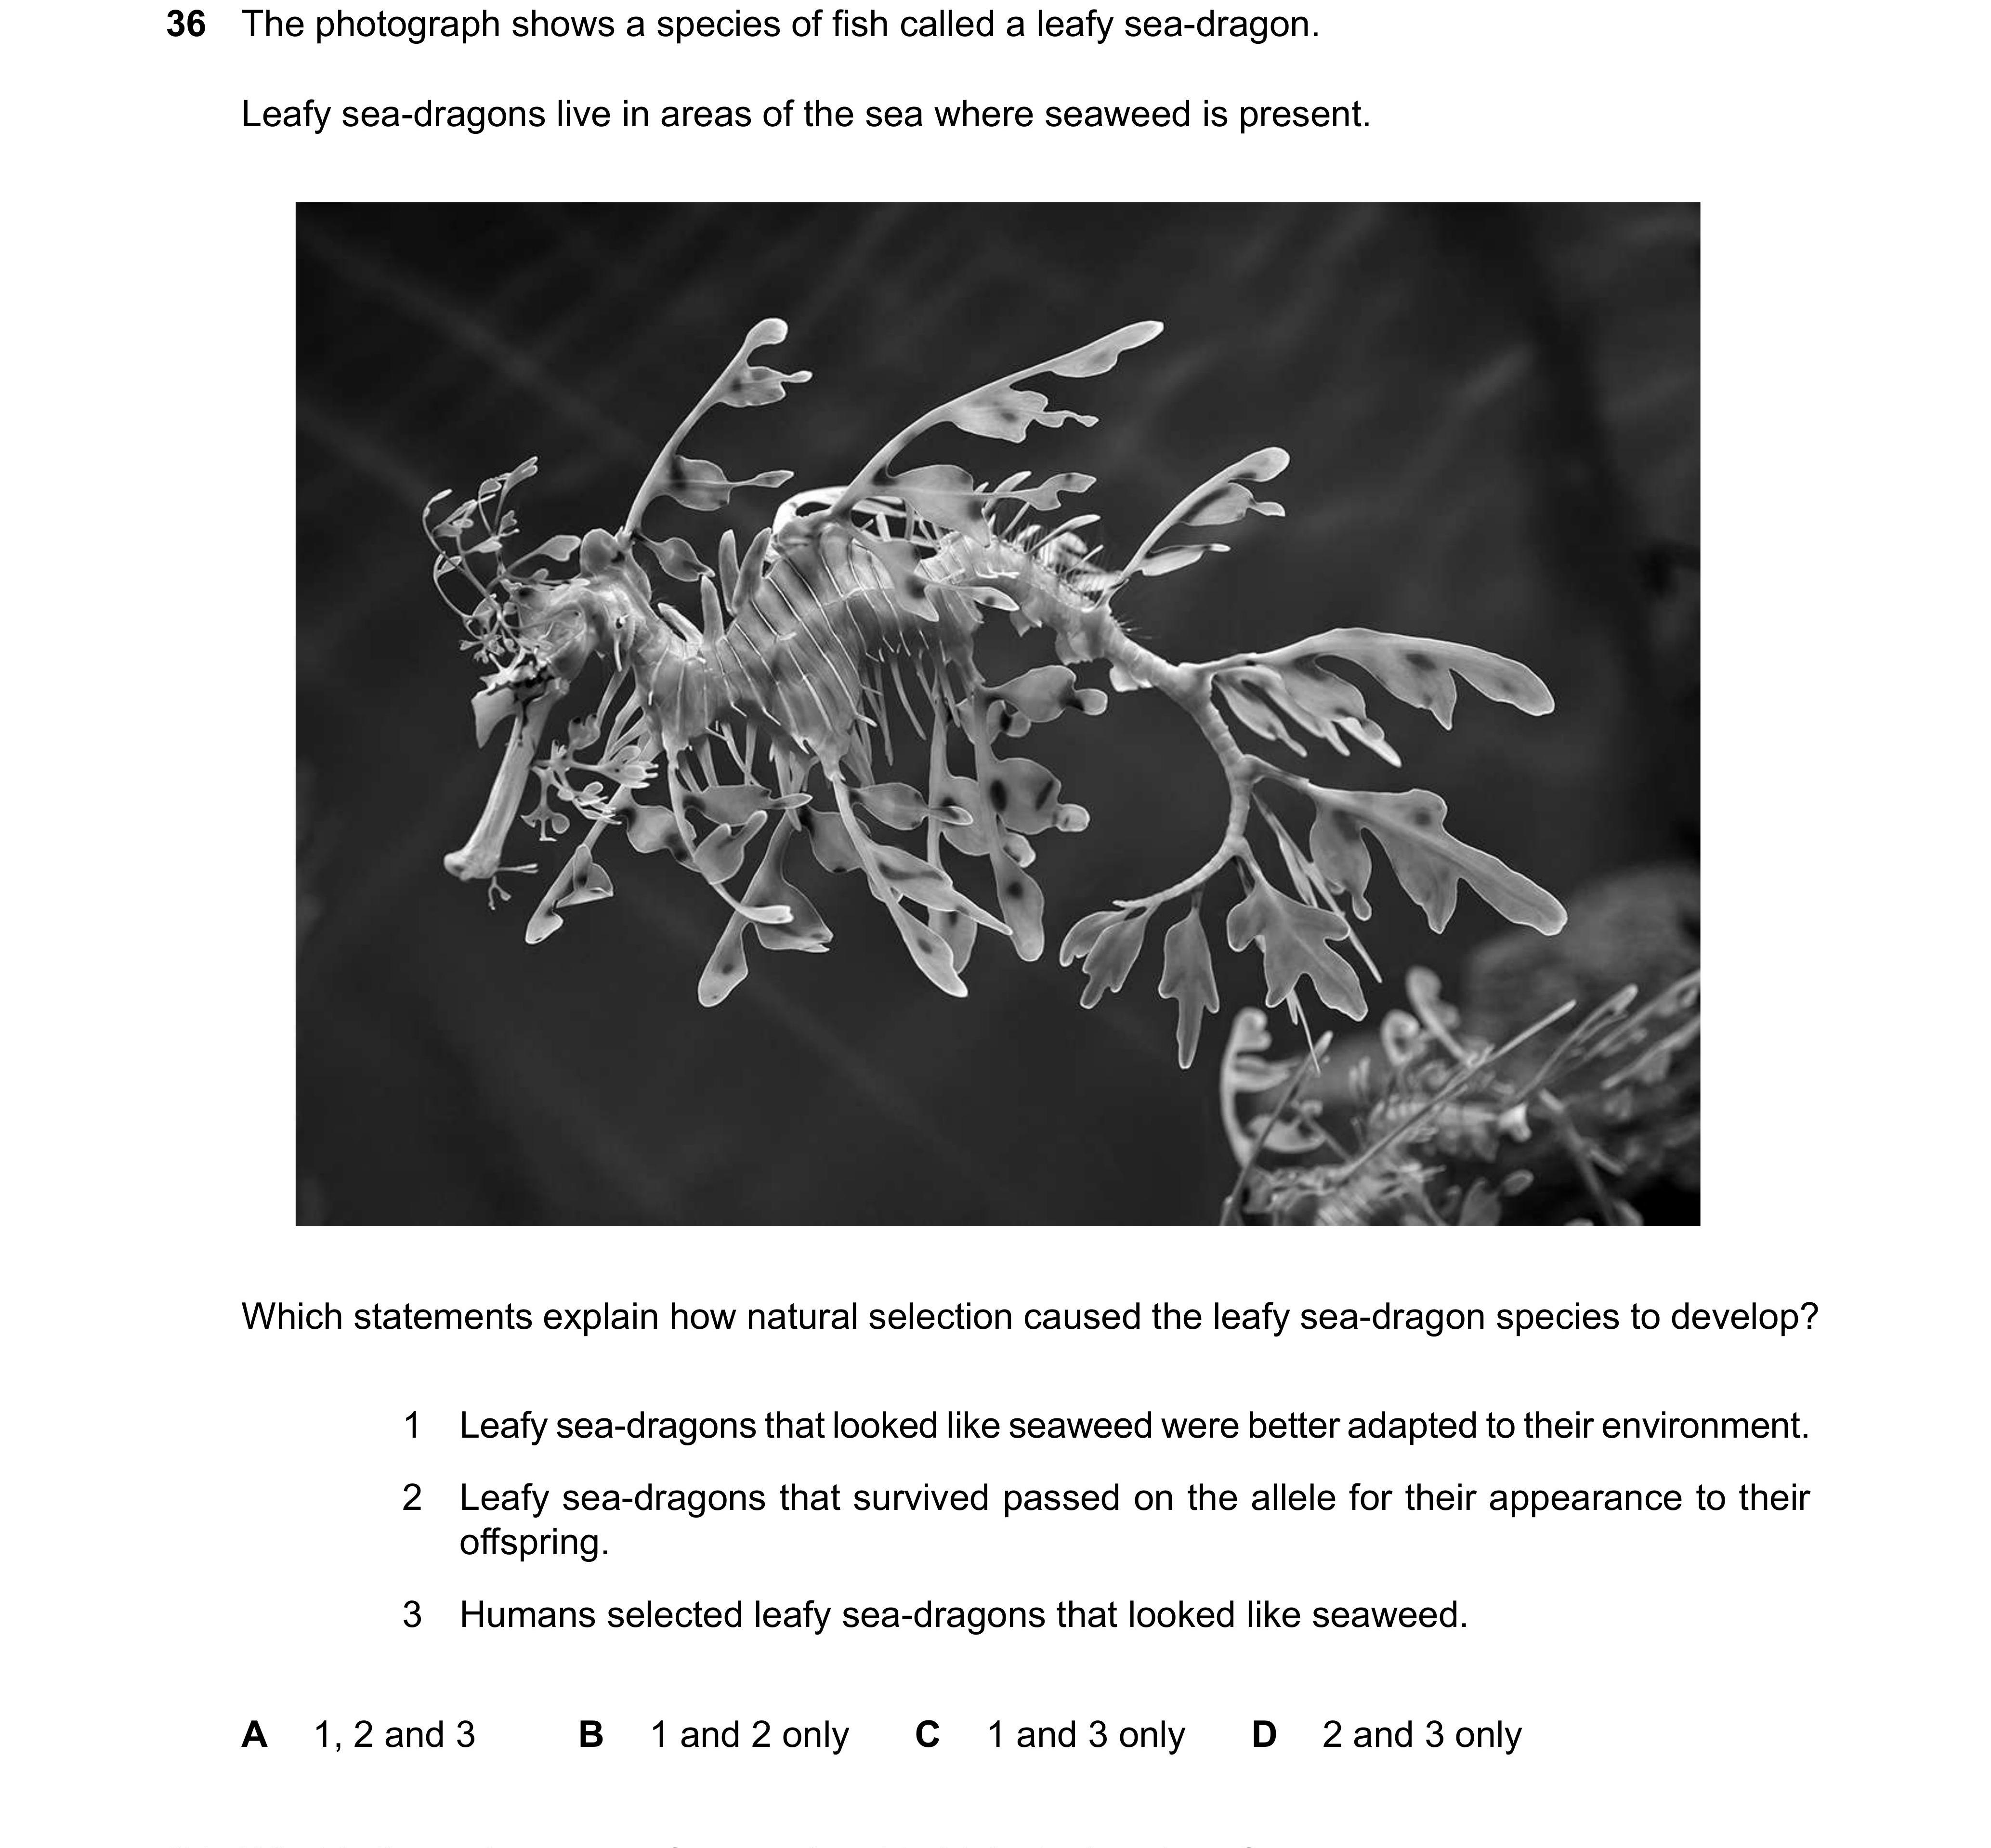 36 The photograph shows a species of fish called a leafy sea-dragon.
Leafy sea-dragons live in areas of the sea where seaweed is present.
Which statements explain how natural selection caused the leafy sea-dragon species to develop?
1 Leafy sea-dragons that looked like seaweed were better adapted to their environment.
2 Leafy sea-dragons that survived passed on the allele for their appearance to their
offspring.
3 Humans selected leafy sea-dragons that looked like seaweed.
A 1, 2 and 3 B 1 and 2 only C 1 and 3 only D 2 and 3 only